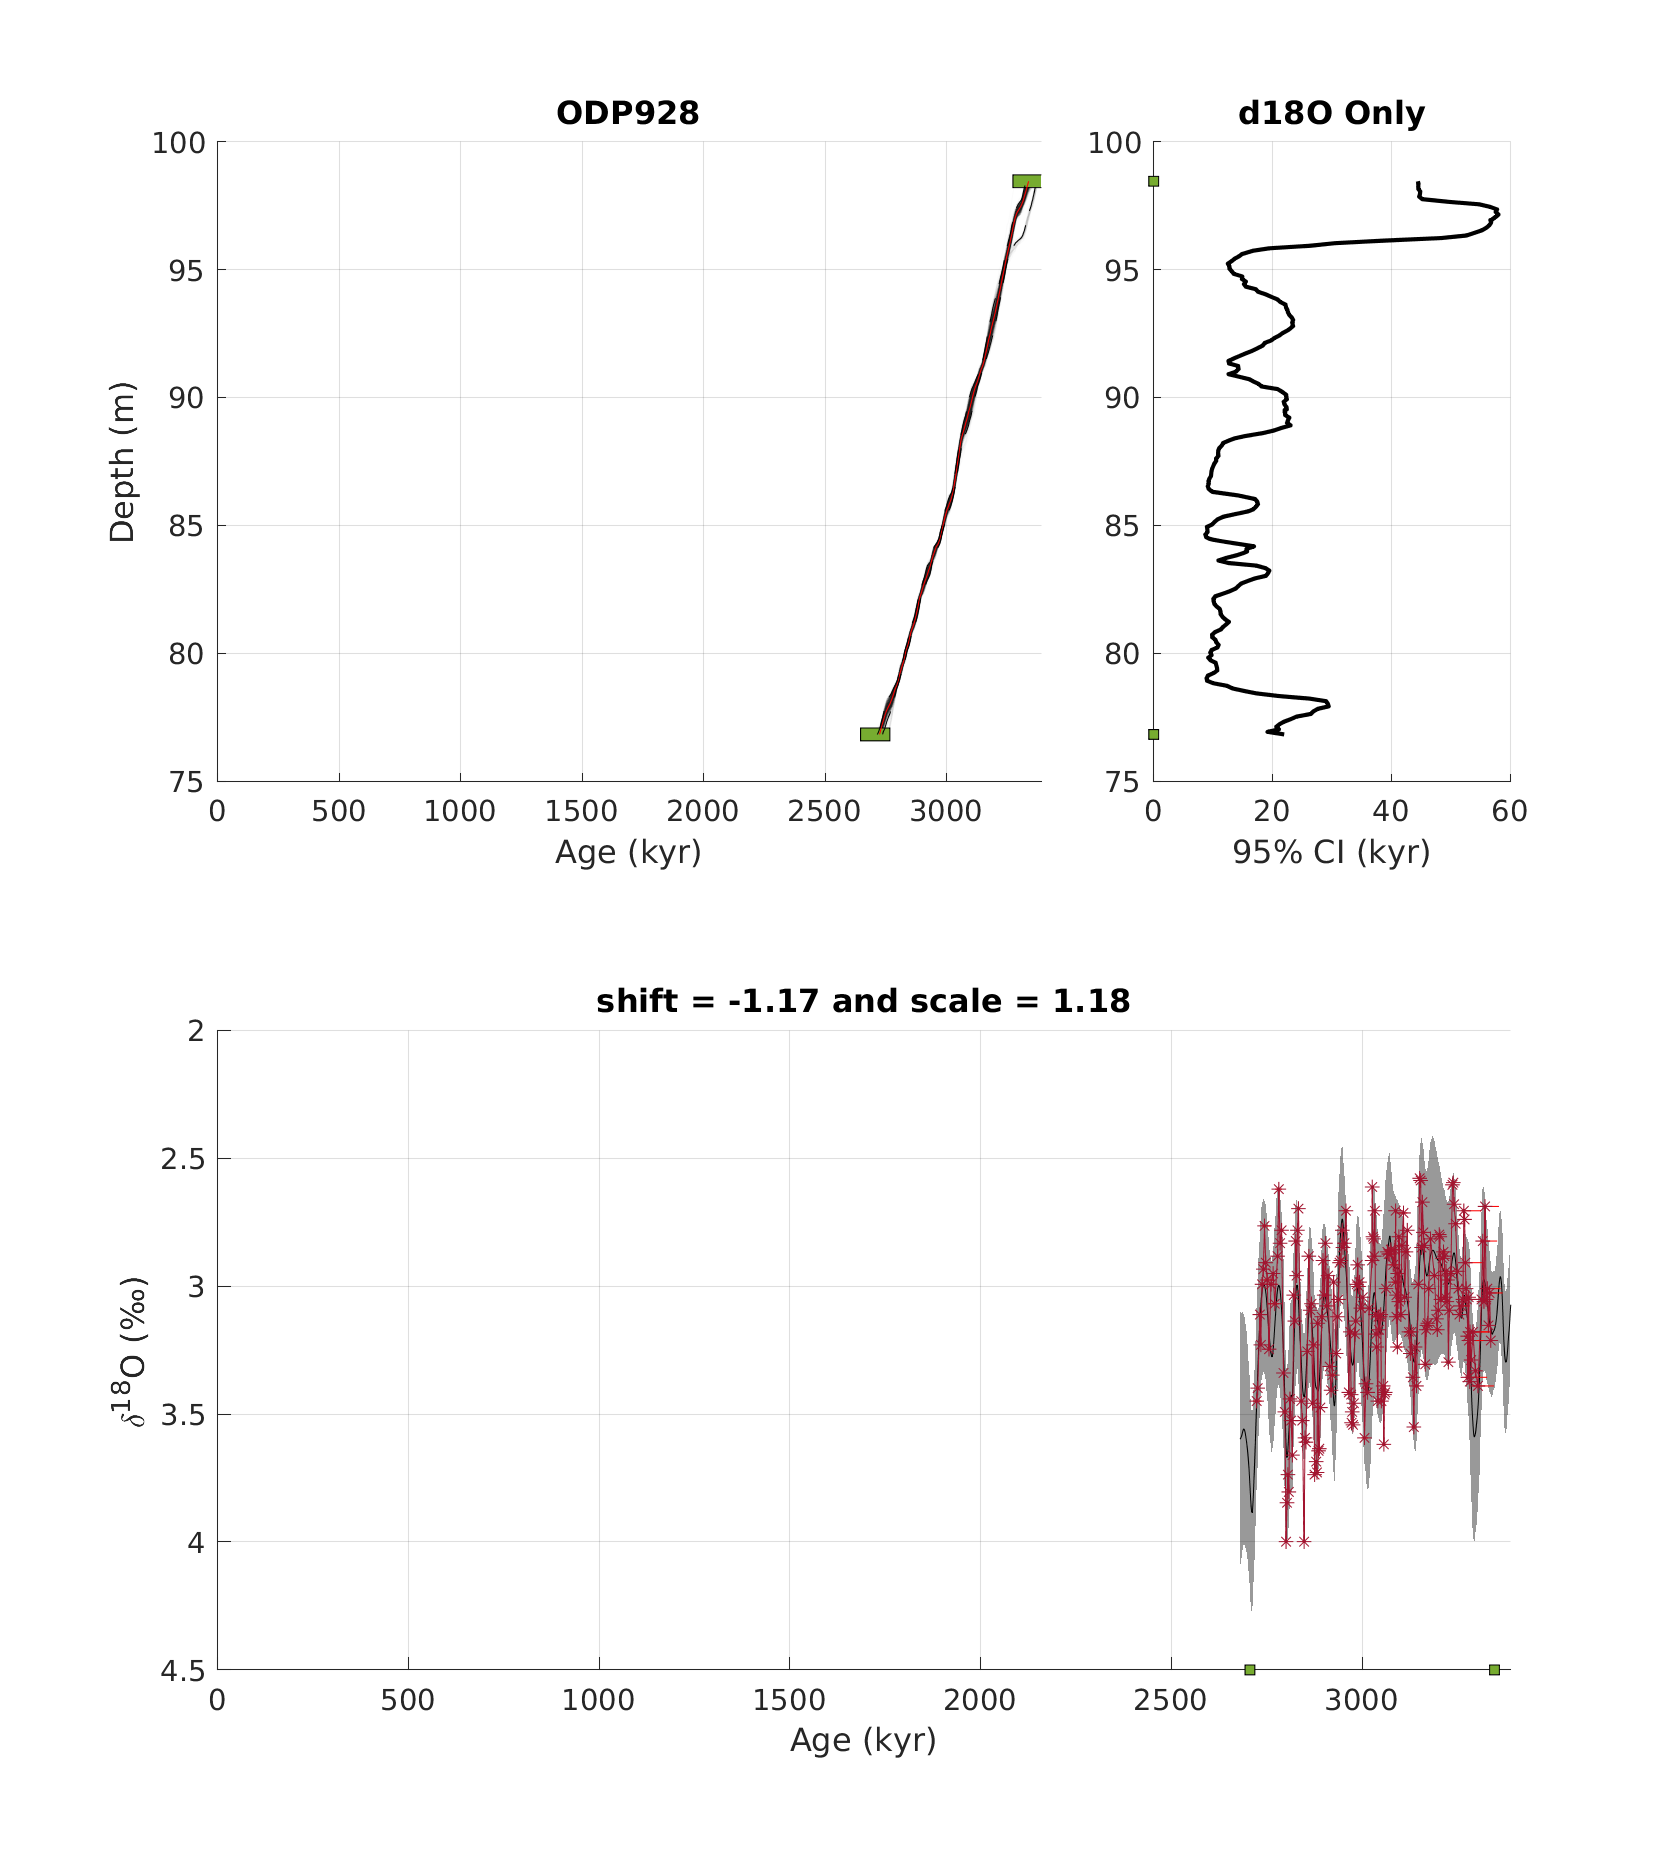 ODP928
d18O Only
100
95
90
85
80
75
Depth (m)
0 500 1000 1500 2000 2500 3000
Age (kyr)
100
95
90
85
80
75
0 20 40 60
95% CI (kyr)
shift = -1.17 and scale = 1.18
2
2.5
3
3.5
4
4.5
δ18O (‰)
0 500 1000 1500 2000 2500 3000
Age (kyr)